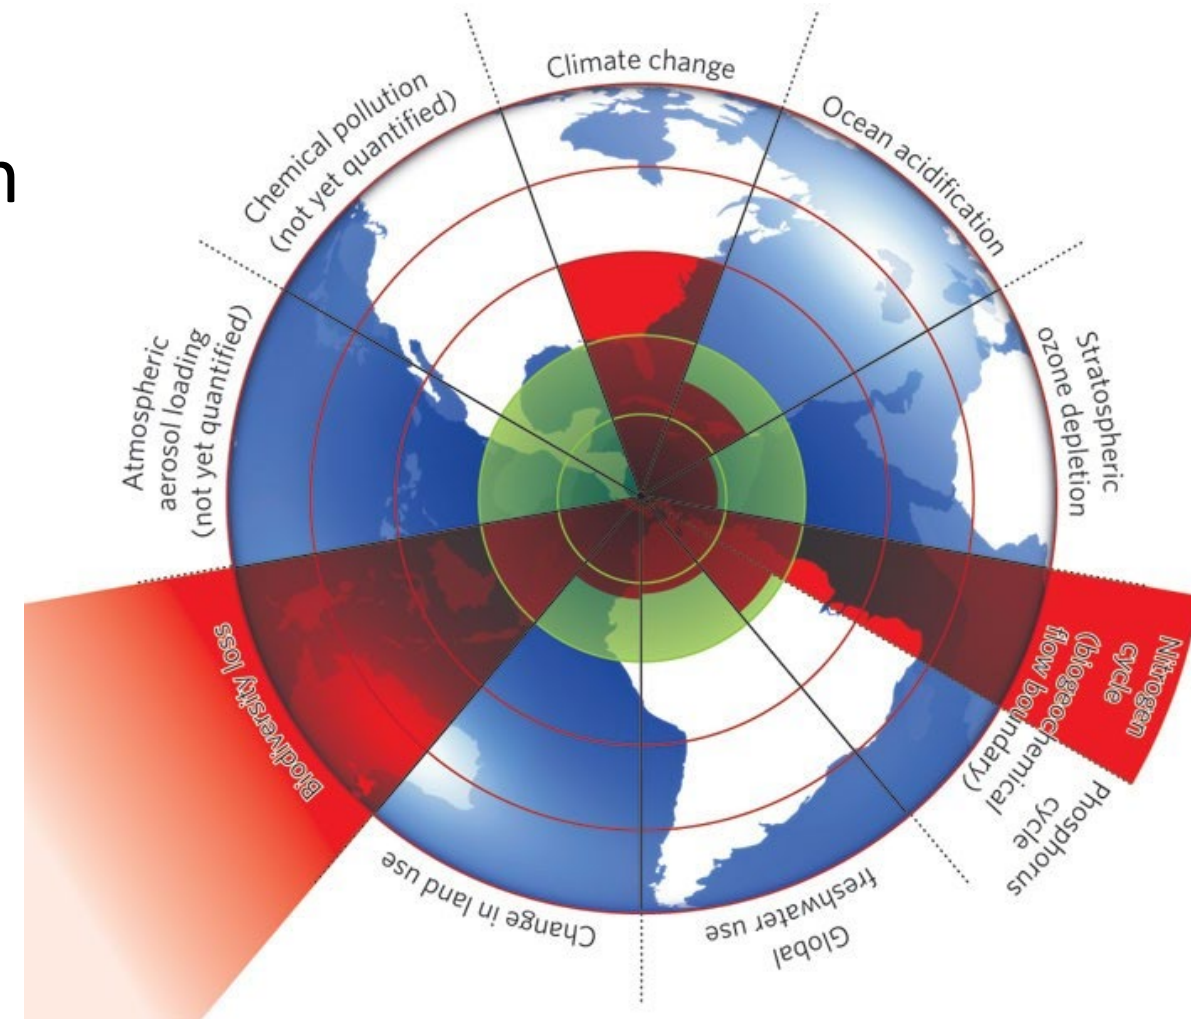 n
Climate change
Ocean acidification
Stratospheric
ozone depletion
Nitrogen
cycle
(biogeochemical
flow boundary)
Phosphorus
cycle
Global
freshwater use
Change in land use
Biodiversity loss
Atmospheric
aerosol loading
(not yet quantified)
Chemical pollution
(not yet quantified)